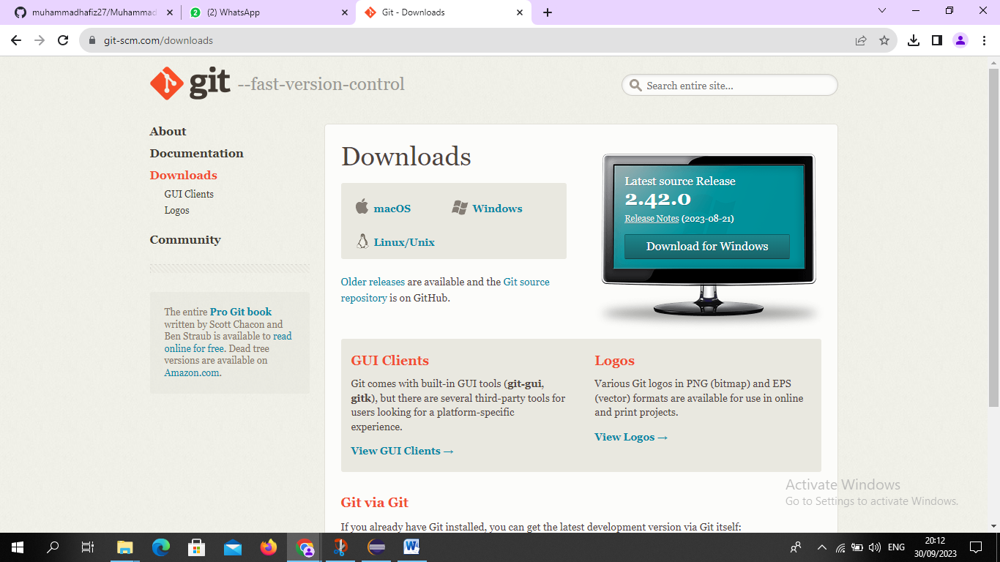 muhammadhafiz27/Muhammad
(2) WhatsApp
Git - Downloads
git-scm.com/downloads
git --fast-version-control
Search entire site...
About
Documentation
Downloads
GUI Clients
Logos
Community
The entire Pro Git book
written by Scott Chacon and
Ben Straub is available to read
online for free. Dead tree
versions are available on
Amazon.com.
Downloads
macOS
Windows
Linux/Unix
Older releases are available and the Git source
repository is on GitHub.
Latest source Release
2.42.0
Release Notes (2023-08-21)
Download for Windows
GUI Clients
Git comes with built-in GUI tools (git-gui,
gitk), but there are several third-party tools for
users looking for a platform-specific
experience.
View GUI Clients →
Logos
Various Git logos in PNG (bitmap) and EPS
(vector) formats are available for use in online
and print projects.
View Logos →
Git via Git
If you already have Git installed, you can get the latest development version via Git itself:
Activate Windows
Go to Settings to activate Windows.
ENG
20:12
30/09/2023